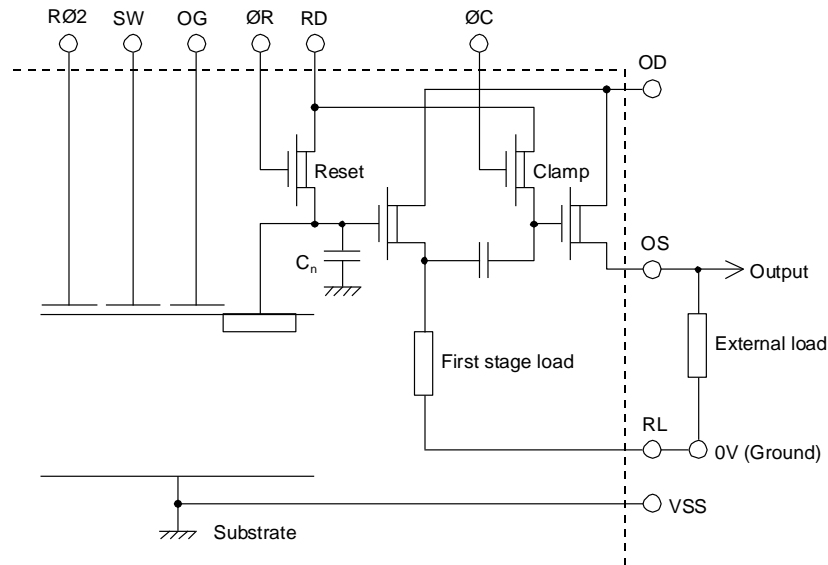 RØ2 SW OG ØR RD ØC
OD
Reset
Clamp
Cn
OS
Output
First stage load
External load
RL
0V (Ground)
VSS
Substrate